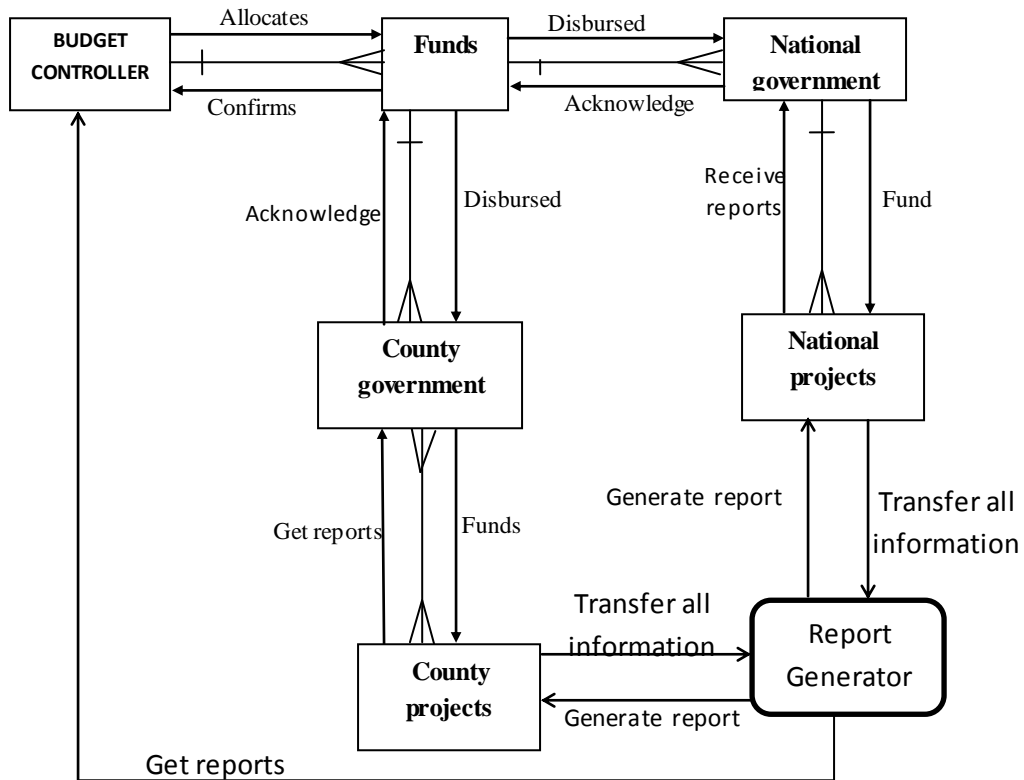 Allocates
Disbursed
BUDGET
CONTROLLER
Funds
National
government
Confirms
Acknowledge
Acknowledge
Disbursed
Receive
reports
Fund
County
government
National
projects
Get reports
Funds
Generate report
Transfer all
information
Transfer all
information
Report
Generator
County
projects
Generate report
Get reports